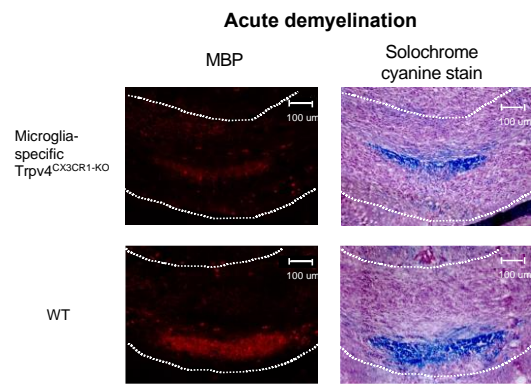 Acute demyelination
MBP
Solochrome
cyanine stain
Microglia-
specific
Trpv4CX3CR1-KO
100 um
100 um
WT
100 um
100 um